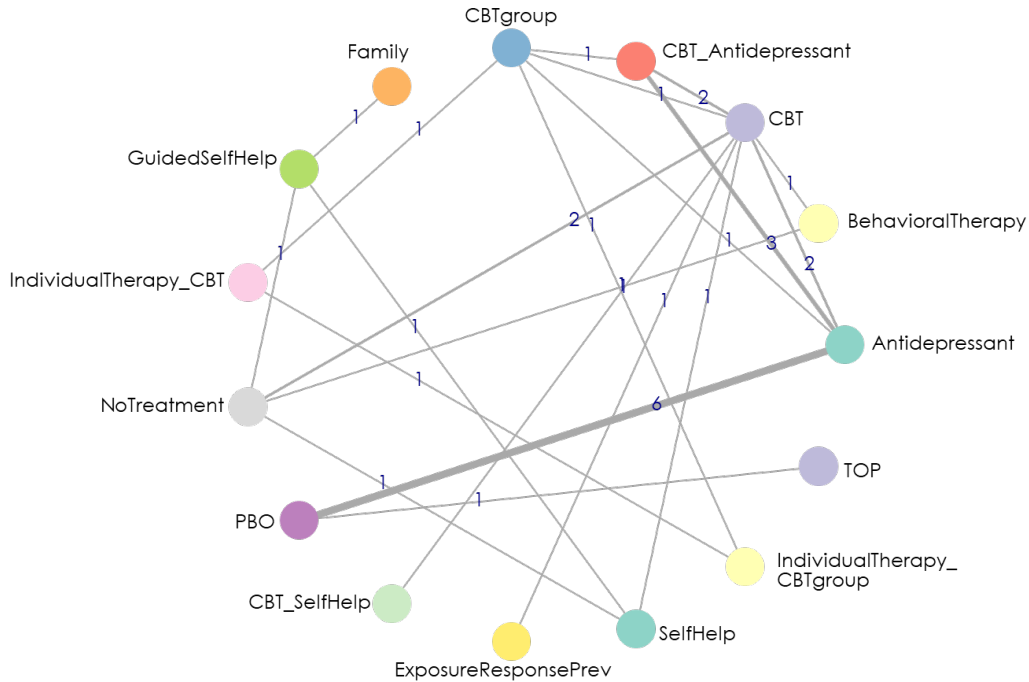 CBTgroup
Family
1
CBT_Antidepressant
1
2
1
CBT
1
GuidedSelfHelp
1
BehavioralTherapy
2
1
1
3
1
2
IndividualTherapy_CBT
1
1
1
1
1
Antidepressant
1
NoTreatment
6
TOP
1
1
PBO
IndividualTherapy_
CBTgroup
CBT_SelfHelp
SelfHelp
ExposureResponsePrev